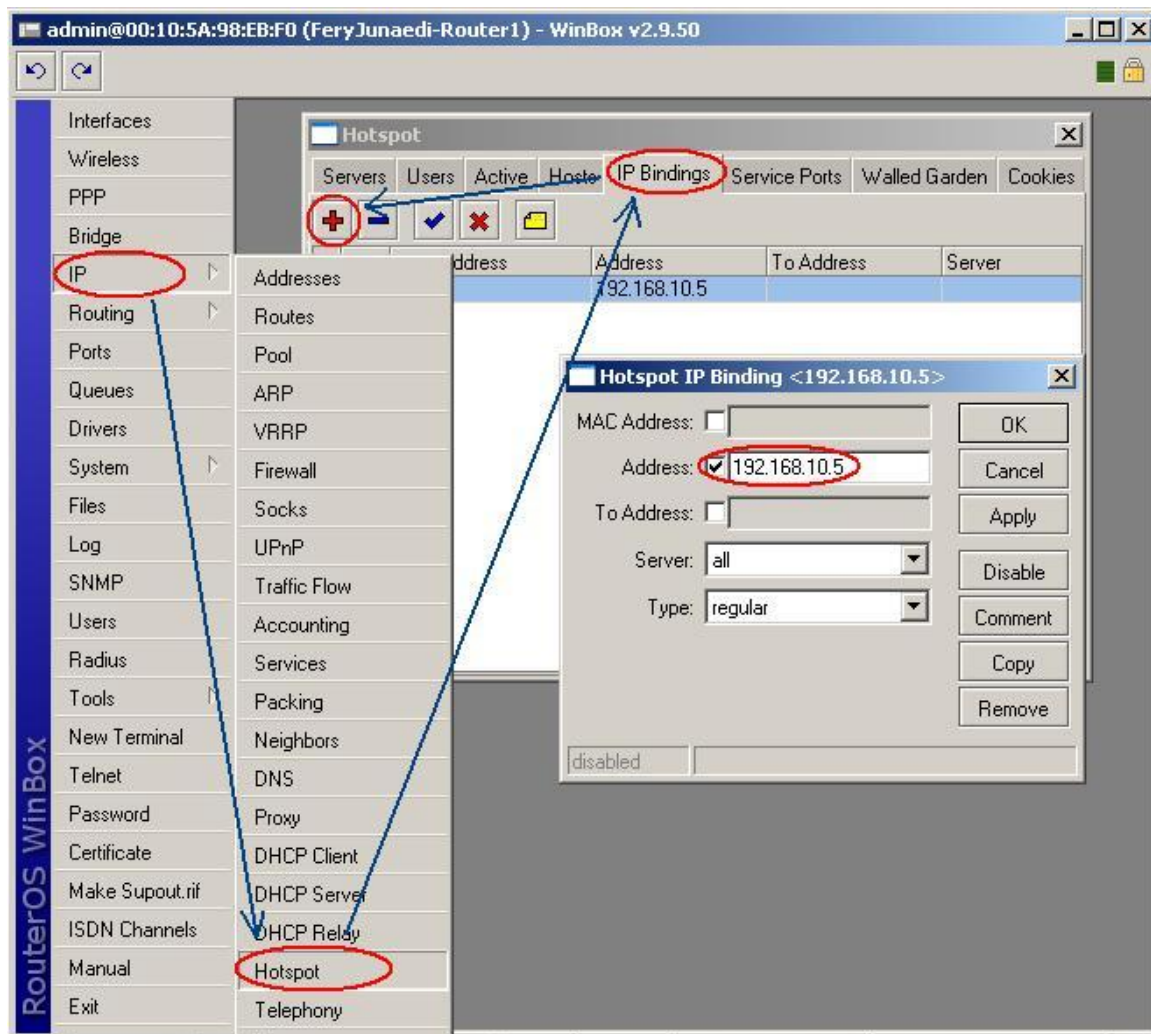 admin@00:10:5A:98:EB:F0 (FeryJunaedi-Router1) - WinBox v2.9.50
RouterOS WinBox
Interfaces
Wireless
PPP
Bridge
IP
Routing
Ports
Queues
Drivers
System
Files
Log
SNMP
Users
Radius
Tools
New Terminal
Telnet
Password
Certificate
Make Supout.rif
ISDN Channels
Manual
Exit
Addresses
Routes
Pool
ARP
VRRP
Firewall
Socks
UPnP
Traffic Flow
Accounting
Services
Packing
Neighbors
DNS
Proxy
DHCP Client
DHCP Server
DHCP Relay
Hotspot
Telephony
Hotspot
Servers Users Active Hosts IP Bindings Service Ports Walled Garden Cookies
ddress Address To Address Server
192.168.10.5
Hotspot IP Binding <192.168.10.5>
MAC Address:
Address: 192.168.10.5
To Address:
Server: all
Type: regular
OK
Cancel
Apply
Disable
Comment
Copy
Remove
disabled